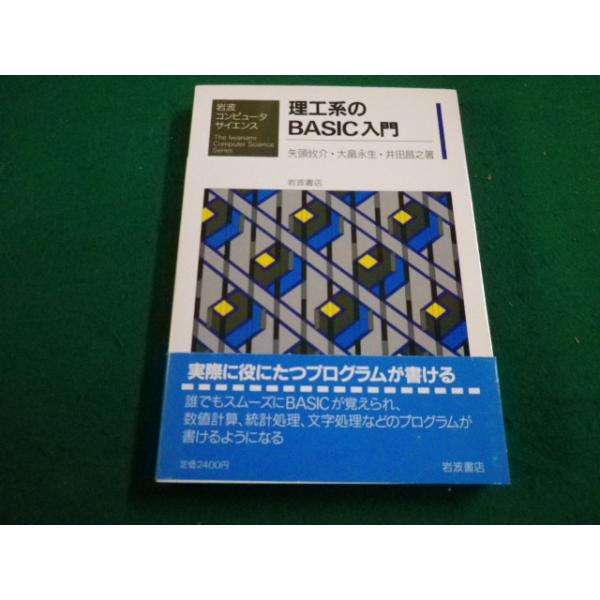 岩波
コンピュータ
サイエンス
The Iwanami
Computer Science
Series
理工系の
BASIC入門
矢頭攸介・大畠永生・井田昌之著
岩波書店
実際に役にたつプログラムが書ける
誰でもスムーズにBASICが覚えられ、
数値計算、統計処理、文字処理などのプログラムが
書けるようになる
定価2400円
岩波書店